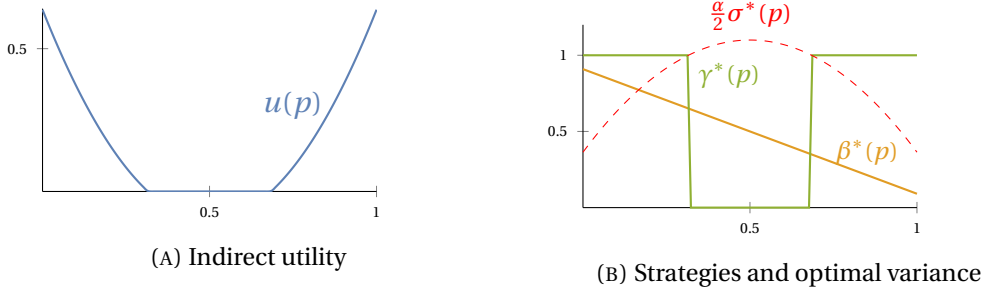 0.5
u(p)
0.5
1
(A) Indirect utility
α/2 σ*(p)
1
γ*(p)
0.5
β*(p)
0.5
1
(B) Strategies and optimal variance